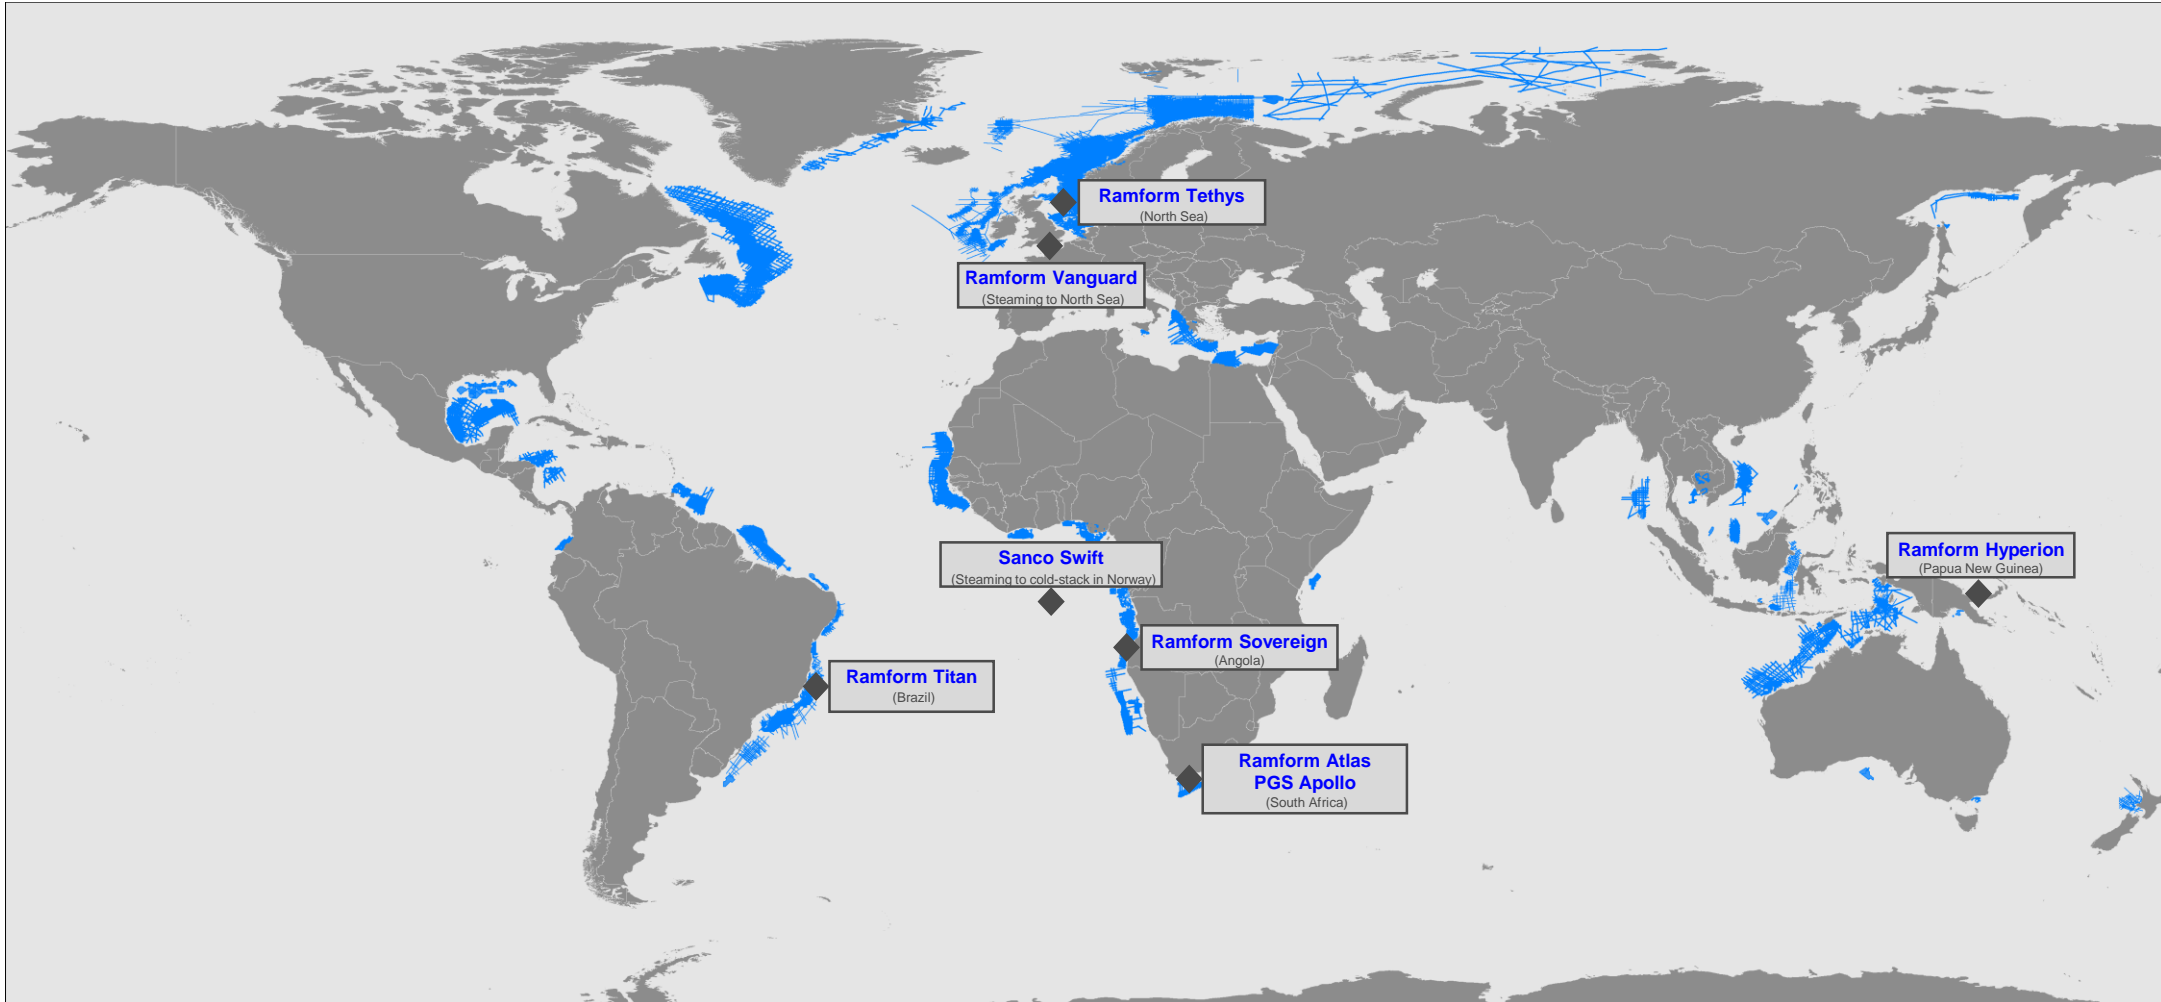 Ramform Tethys
(North Sea)
Ramform Vanguard
(Steaming to North Sea)
Sanco Swift
(Steaming to cold-stack in Norway)
Ramform Hyperion
(Papua New Guinea)
Ramform Sovereign
(Angola)
Ramform Titan
(Brazil)
Ramform Atlas
PGS Apollo
(South Africa)